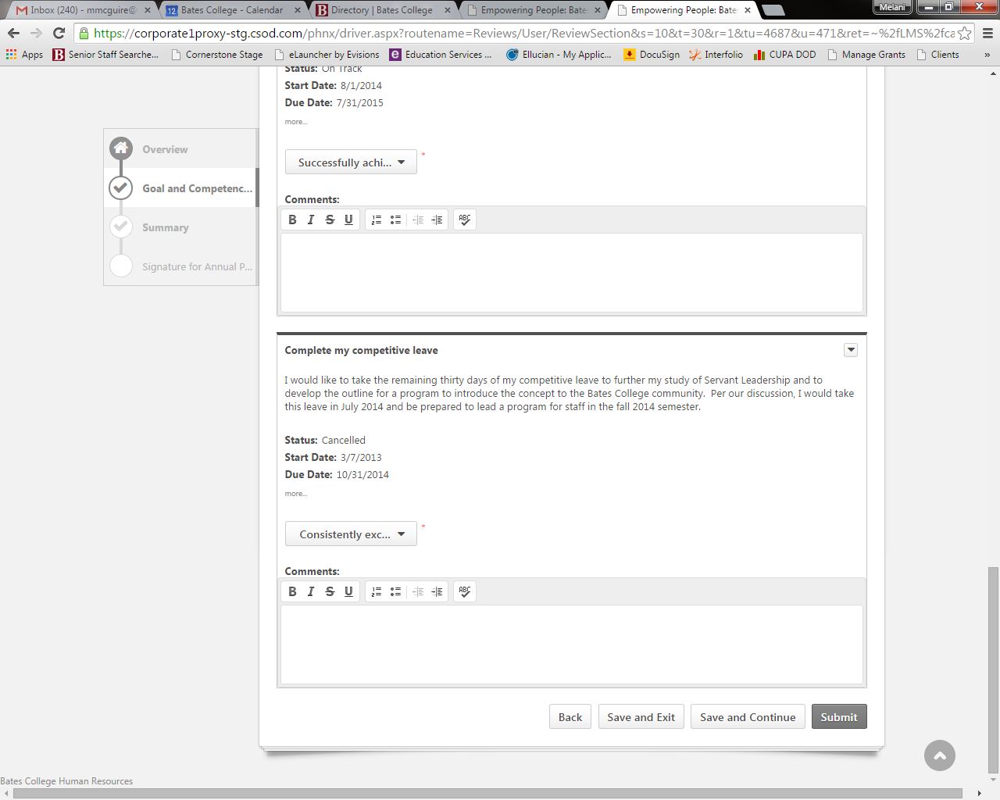 Inbox (240) - mmcguire@
Bates College - Calendar
Directory | Bates College
Empowering People: Bate
Empowering People: Bate
Melani
https://corporate1proxy-stg.csod.com/phnx/driver.aspx?routename=Reviews/User/ReviewSection&s=10&t=30&r=1&tu=4687&u=471&ret=~%2fLMS%2fca
Apps
Senior Staff Searche...
Cornerstone Stage
eLauncher by Evisions
Education Services ...
Ellucian - My Applic...
DocuSign
Interfolio
CUPA DOD
Manage Grants
Clients
»
Status: On Track
Start Date: 8/1/2014
Due Date: 7/31/2015
more...
Overview
Goal and Competenc...
Summary
Signature for Annual P...
Successfully achi... *
Comments:
B I S U ABC
Complete my competitive leave
I would like to take the remaining thirty days of my competitive leave to further my study of Servant Leadership and to
develop the outline for a program to introduce the concept to the Bates College community. Per our discussion, I would take
this leave in July 2014 and be prepared to lead a program for staff in the fall 2014 semester.
Status: Cancelled
Start Date: 3/7/2013
Due Date: 10/31/2014
more...
Consistently exc... *
Comments:
B I S U ABC
Back
Save and Exit
Save and Continue
Submit
Bates College Human Resources